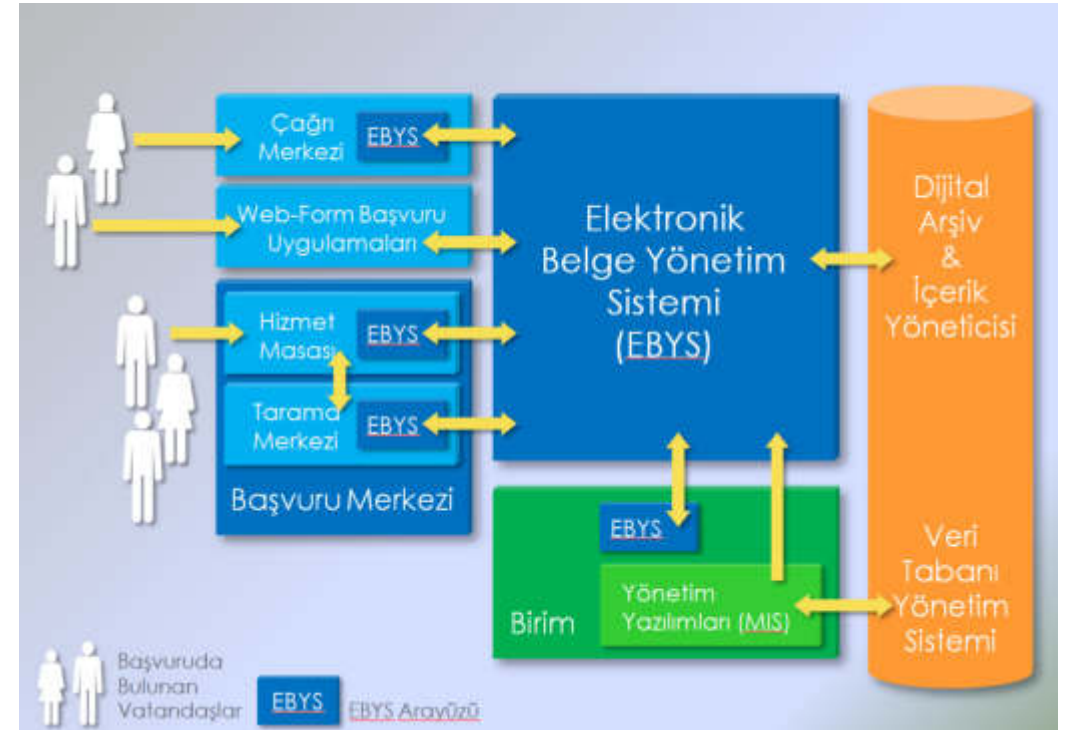 Çağrı
Merkezi
EBYS
Web-Form Başvuru
Uygulamaları
Hizmet
Masası
EBYS
Tarama
Merkezi
EBYS
Başvuru Merkezi
Elektronik
Belge Yönetim
Sistemi
(EBYS)
EBYS
Yönetim
Yazılımları (MIS)
Birim
Dijital
Arşiv
&
İçerik
Yöneticisi
Veri
Tabanı
Yönetim
Sistemi
Başvuruda
Bulunan
Vatandaşlar
EBYS
EBYS Arayüzü